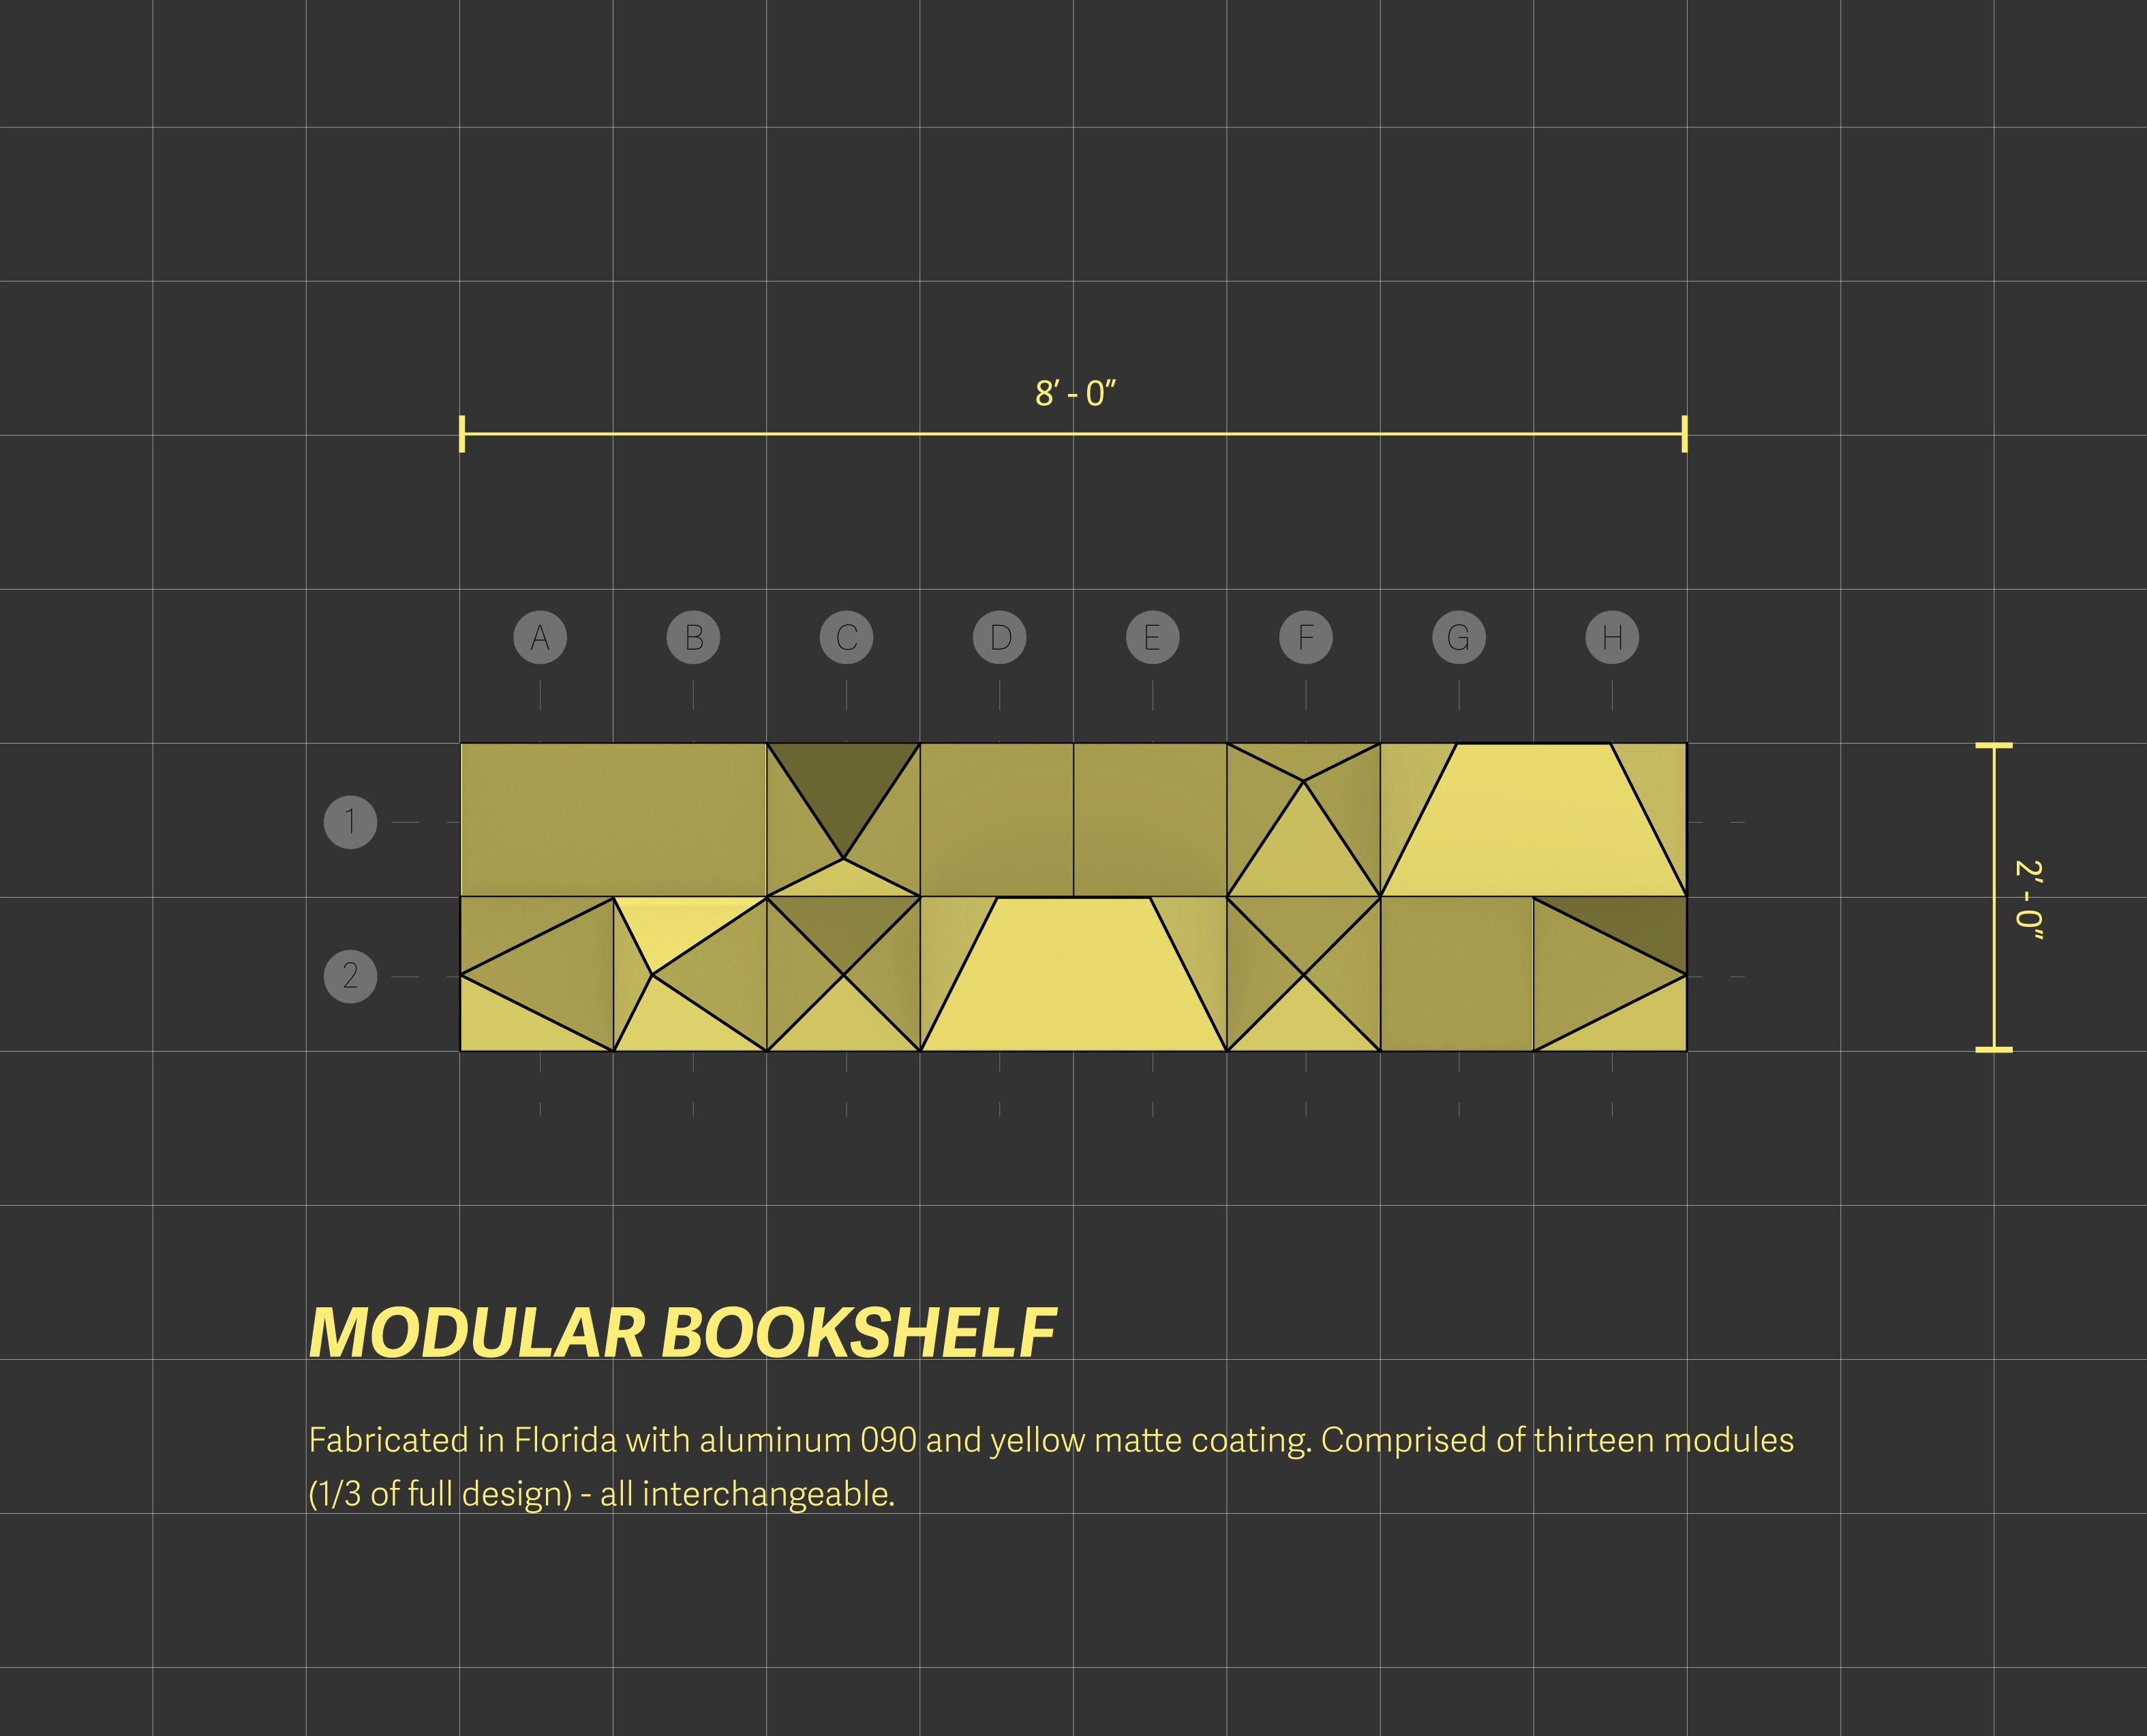 8’ - 0”
A B C D E F G H
1
2’ - 0”
2
MODULAR BOOKSHELF
Fabricated in Florida with aluminum 090 and yellow matte coating. Comprised of thirteen modules
(1/3 of full design) - all interchangeable.